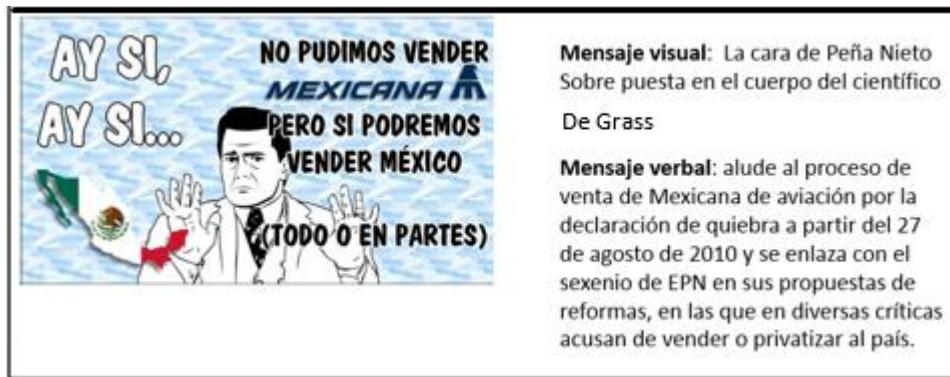 AY SI,
AY SI...
NO PUDIMOS VENDER
MEXICANA
PERO SI PODREMOS
VENDER MÉXICO
(TODO O EN PARTES)
Mensaje visual: La cara de Peña Nieto
Sobre puesta en el cuerpo del científico
De Grass
Mensaje verbal: alude al proceso de
venta de Mexicana de aviación por la
declaración de quiebra a partir del 27
de agosto de 2010 y se enlaza con el
sexenio de EPN en sus propuestas de
reformas, en las que en diversas críticas
acusan de vender o privatizar al país.